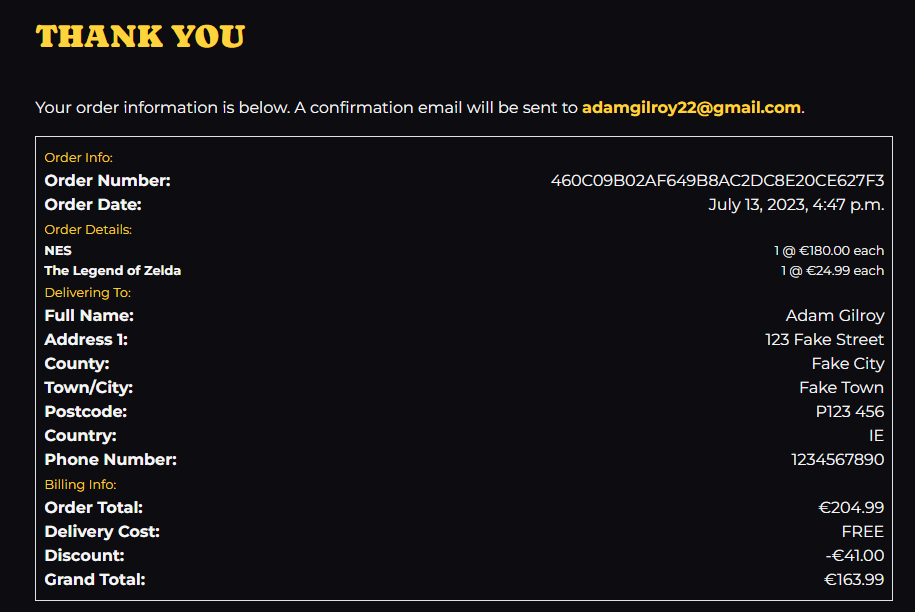 THANK YOU
Your order information is below. A confirmation email will be sent to adamgilroy22@gmail.com.
Order Info:
Order Number: 460C09B02AF649B8AC2DC8E20CE627F3
Order Date: July 13, 2023, 4:47 p.m.
Order Details:
NES 1 @ €180.00 each
The Legend of Zelda 1 @ €24.99 each
Delivering To:
Full Name: Adam Gilroy
Address 1: 123 Fake Street
County: Fake City
Town/City: Fake Town
Postcode: P123 456
Country: IE
Phone Number: 1234567890
Billing Info:
Order Total: €204.99
Delivery Cost: FREE
Discount: -€41.00
Grand Total: €163.99